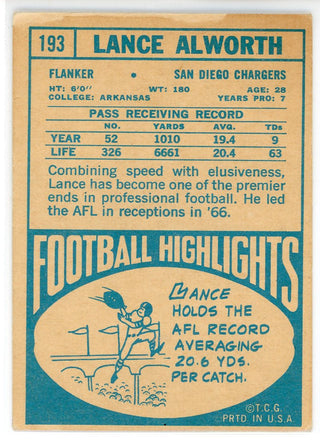 193 LANCE ALWORTH
FLANKER • SAN DIEGO CHARGERS
HT: 6'0" WT: 180 AGE: 28
COLLEGE: ARKANSAS YEARS PRO: 7
PASS RECEIVING RECORD
NO. YARDS AVG. TDs
YEAR 52 1010 19.4 9
LIFE 326 6661 20.4 63
Combining speed with elusiveness,
Lance has become one of the premier
ends in professional football. He led
the AFL in receptions in '66.
FOOTBALL HIGHLIGHTS
LANCE
HOLDS THE
AFL RECORD
AVERAGING
20.6 YDS.
PER CATCH.
©T.C.G.
PRTD IN U.S.A.